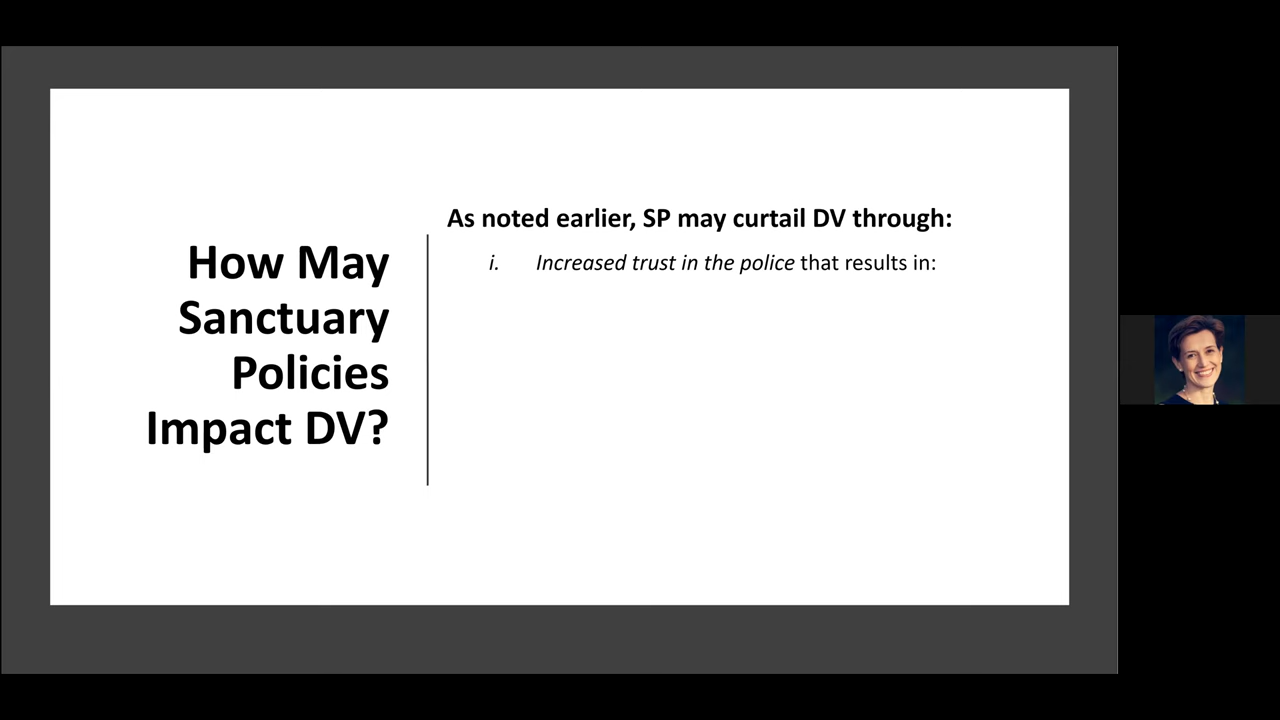 How May
Sanctuary
Policies
Impact DV?
As noted earlier, SP may curtail DV through:
i. Increased trust in the police that results in: